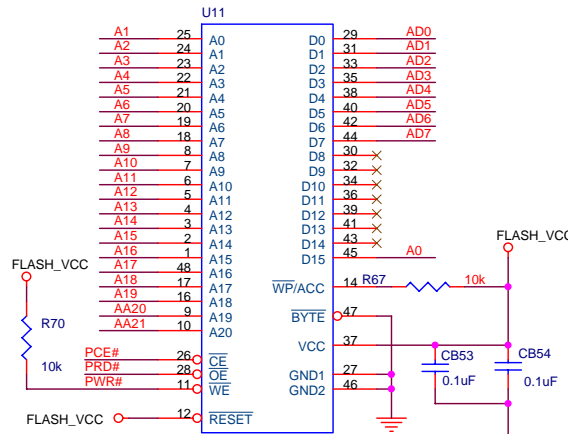 U11
A1 25 A0 D0 29 AD0
A2 24 A1 D1 31 AD1
A3 23 A2 D2 33 AD2
A4 22 A3 D3 35 AD3
A5 21 A4 D4 38 AD4
A6 20 A5 D5 40 AD5
A7 19 A6 D6 42 AD6
A8 18 A7 D7 44 AD7
A9 8 A8 D8 30
A10 7 A9 D9 32
A11 6 A10 D10 34
A12 5 A11 D11 36
A13 4 A12 D12 39
A14 3 A13 D13 41
A15 2 A14 D14 43
A16 1 A15 D15 45 A0
FLASH_VCC
A17 48 A16
A18 17 A17 WP/ACC 14 R67 10k
A19 16 A18
AA20 9 A19 BYTE 47
AA21 10 A20
FLASH_VCC
R70
10k
VCC 37 CB53 CB54
0.1uF 0.1uF
PCE# 26 CE
PRD# 28 OE GND1 27
PWR# 11 WE GND2 46
FLASH_VCC 12 RESET